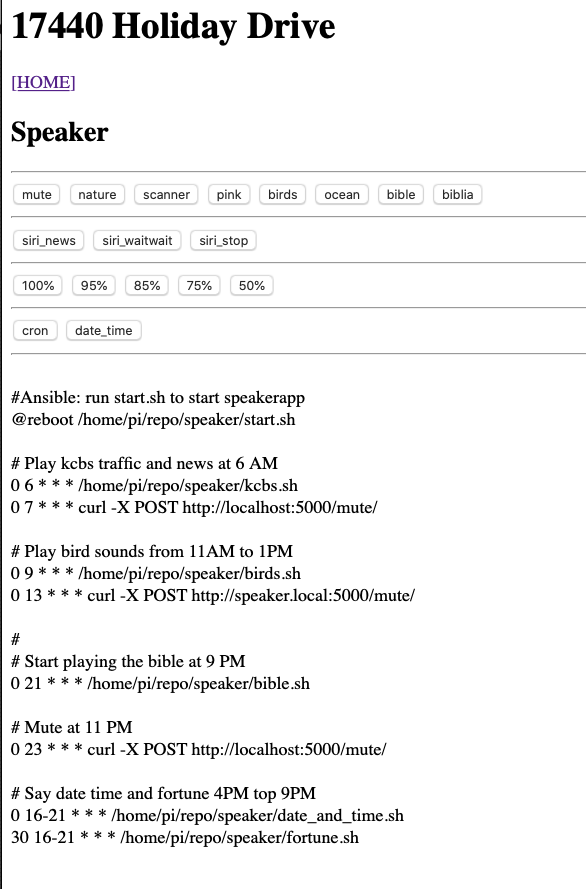 17440 Holiday Drive
[HOME]
Speaker
mute nature scanner pink birds ocean bible biblia
siri_news siri_waitwait siri_stop
100% 95% 85% 75% 50%
cron date_time
#Ansible: run start.sh to start speakerapp
@reboot /home/pi/repo/speaker/start.sh
# Play kcbs traffic and news at 6 AM
0 6 * * * /home/pi/repo/speaker/kcbs.sh
0 7 * * * curl -X POST http://localhost:5000/mute/
# Play bird sounds from 11AM to 1PM
0 9 * * * /home/pi/repo/speaker/birds.sh
0 13 * * * curl -X POST http://speaker.local:5000/mute/
#
# Start playing the bible at 9 PM
0 21 * * * /home/pi/repo/speaker/bible.sh
# Mute at 11 PM
0 23 * * * curl -X POST http://localhost:5000/mute/
# Say date time and fortune 4PM top 9PM
0 16-21 * * * /home/pi/repo/speaker/date_and_time.sh
30 16-21 * * * /home/pi/repo/speaker/fortune.sh